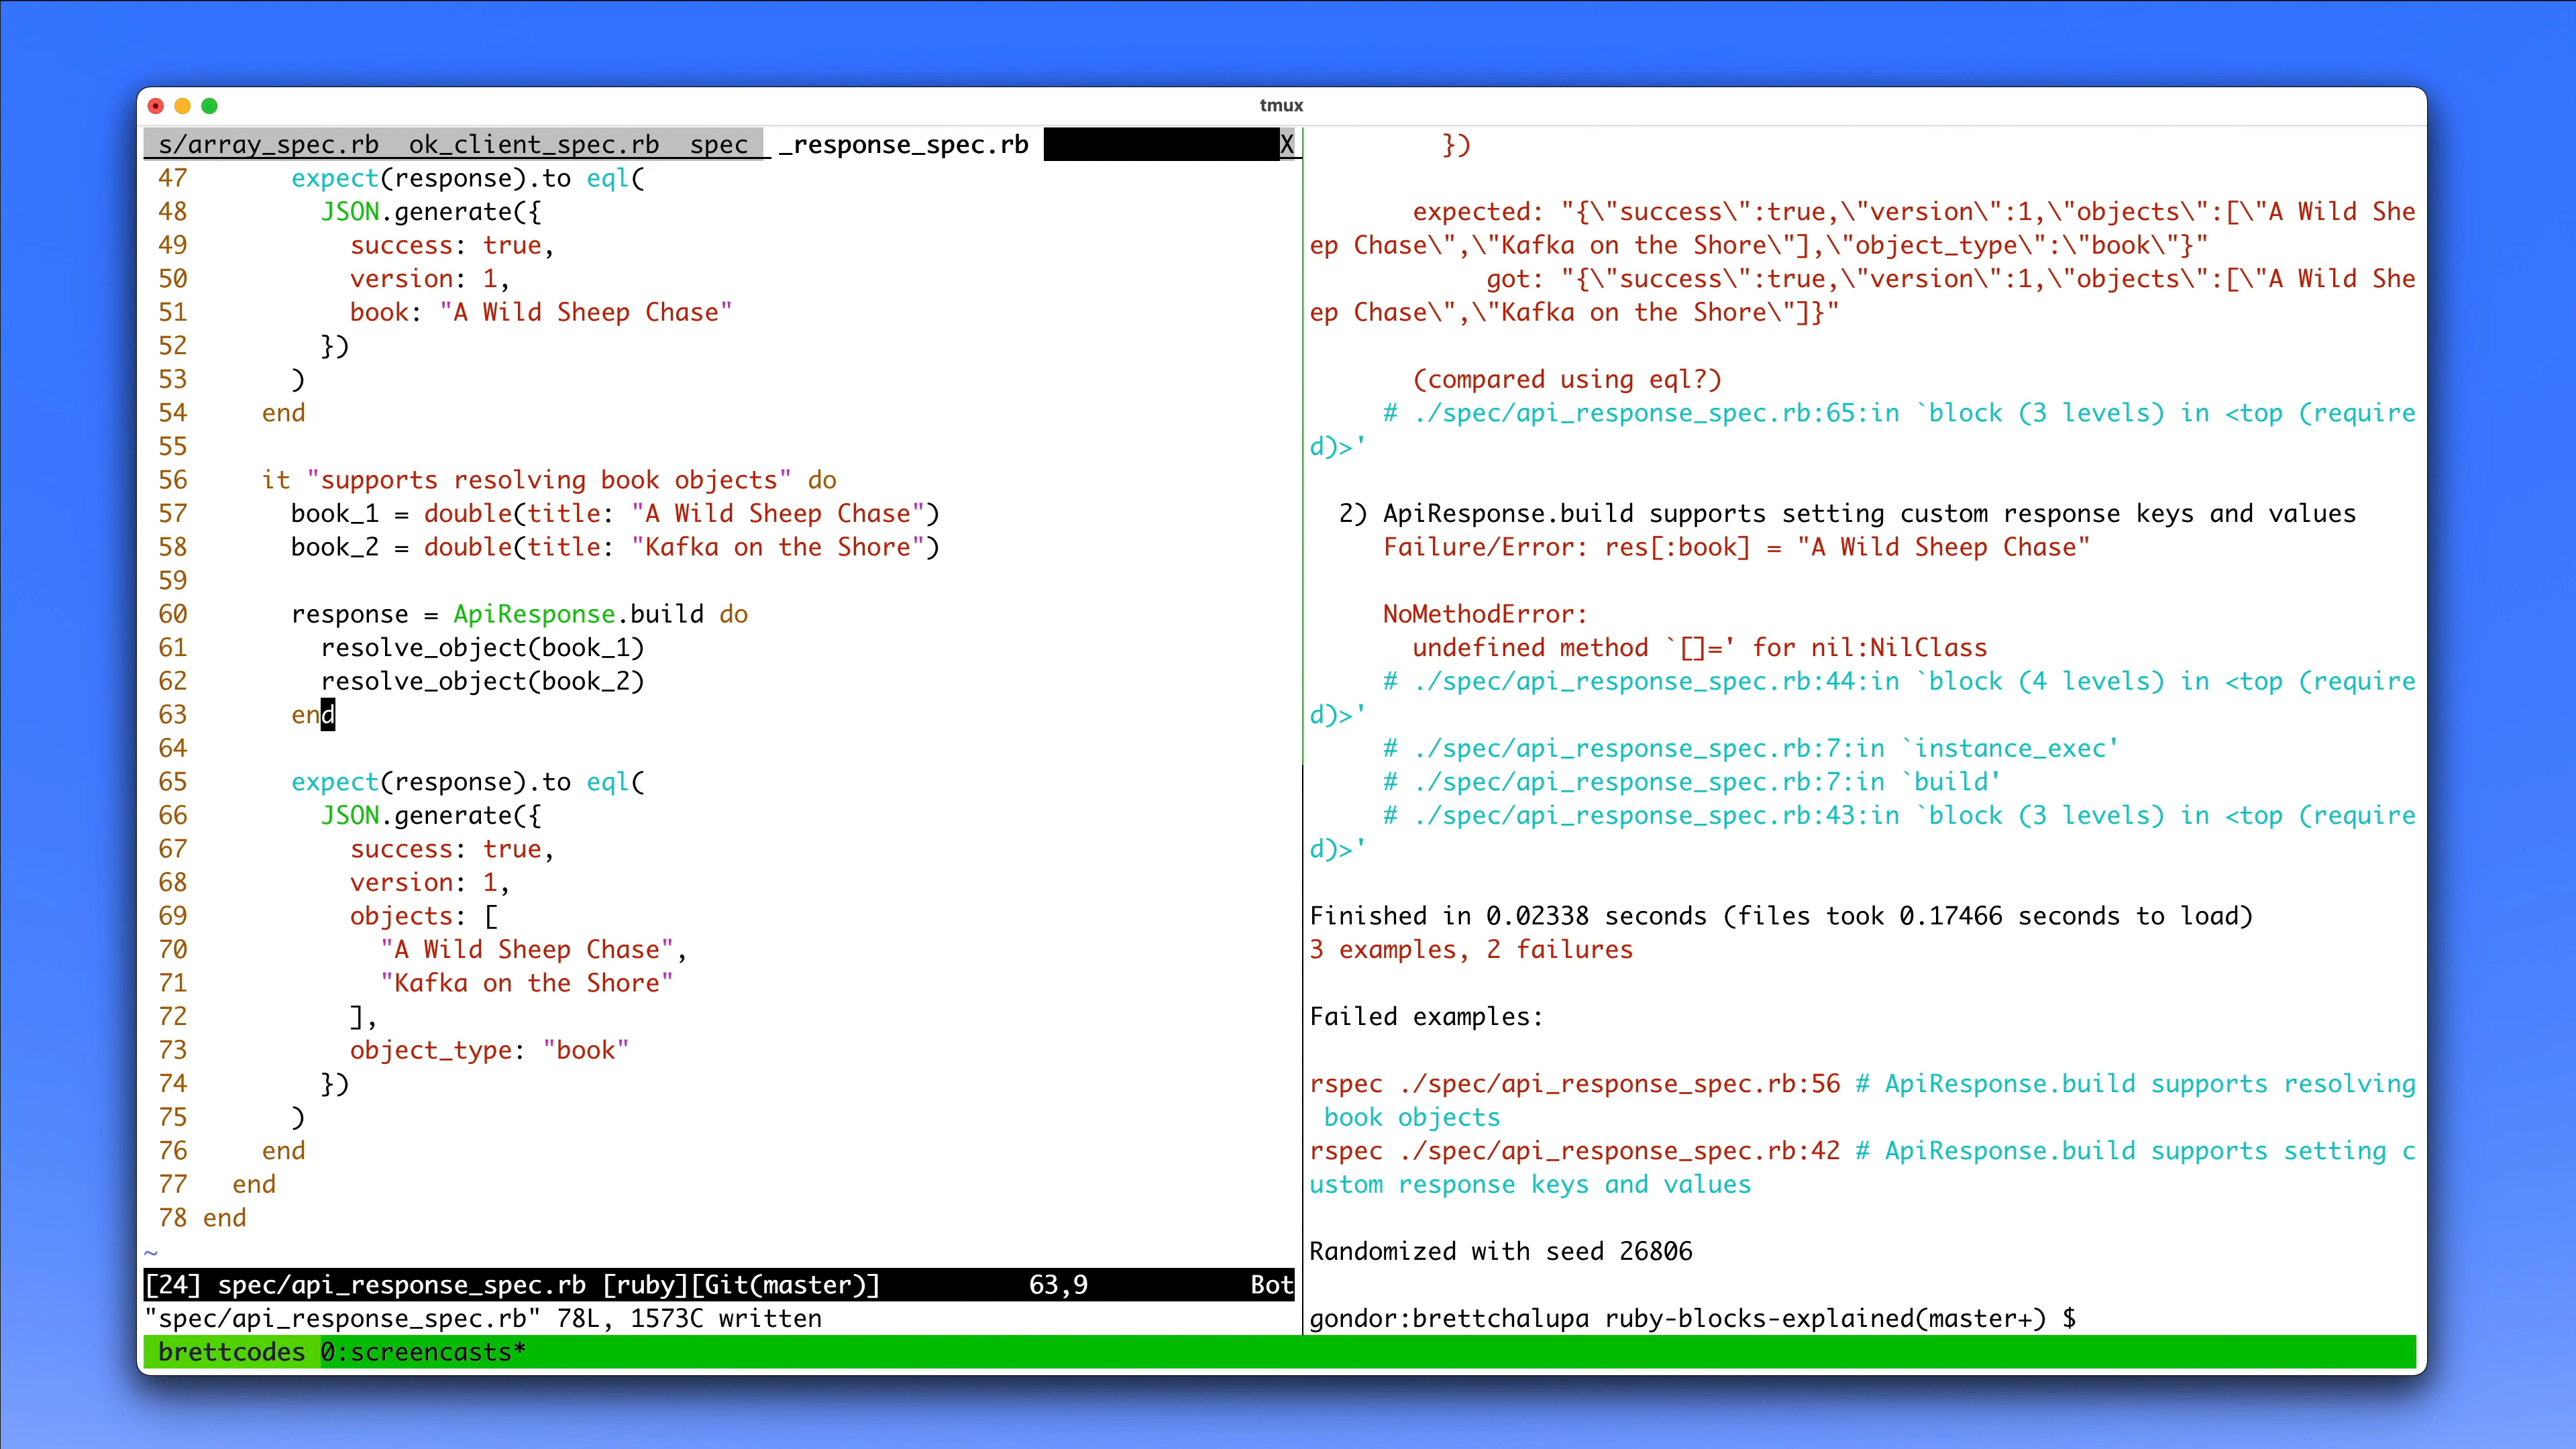 tmux
s/array_spec.rb  ok_client_spec.rb  spec  _response_spec.rb  X
47       expect(response).to eql(
48         JSON.generate({
49           success: true,
50           version: 1,
51           book: "A Wild Sheep Chase"
52         })
53       )
54     end
55
56     it "supports resolving book objects" do
57       book_1 = double(title: "A Wild Sheep Chase")
58       book_2 = double(title: "Kafka on the Shore")
59
60       response = ApiResponse.build do
61         resolve_object(book_1)
62         resolve_object(book_2)
63       end
64
65       expect(response).to eql(
66         JSON.generate({
67           success: true,
68           version: 1,
69           objects: [
70             "A Wild Sheep Chase",
71             "Kafka on the Shore"
72           ],
73           object_type: "book"
74         })
75       )
76     end
77   end
78 end
~
[24] spec/api_response_spec.rb [ruby][Git(master)]          63,9           Bot
"spec/api_response_spec.rb" 78L, 1573C written
})
expected: "{\"success\":true,\"version\":1,\"objects\":[\"A Wild She
ep Chase\",\"Kafka on the Shore\"],\"object_type\":\"book\"}"
got: "{\"success\":true,\"version\":1,\"objects\":[\"A Wild She
ep Chase\",\"Kafka on the Shore\"]}"
(compared using eql?)
# ./spec/api_response_spec.rb:65:in `block (3 levels) in <top (require
d)>'
2) ApiResponse.build supports setting custom response keys and values
Failure/Error: res[:book] = "A Wild Sheep Chase"
NoMethodError:
undefined method `[]=' for nil:NilClass
# ./spec/api_response_spec.rb:44:in `block (4 levels) in <top (require
d)>'
# ./spec/api_response_spec.rb:7:in `instance_exec'
# ./spec/api_response_spec.rb:7:in `build'
# ./spec/api_response_spec.rb:43:in `block (3 levels) in <top (require
d)>'
Finished in 0.02338 seconds (files took 0.17466 seconds to load)
3 examples, 2 failures
Failed examples:
rspec ./spec/api_response_spec.rb:56 # ApiResponse.build supports resolving
book objects
rspec ./spec/api_response_spec.rb:42 # ApiResponse.build supports setting c
ustom response keys and values
Randomized with seed 26806
gondor:brettchalupa ruby-blocks-explained(master+) $
brettcodes 0:screencasts*